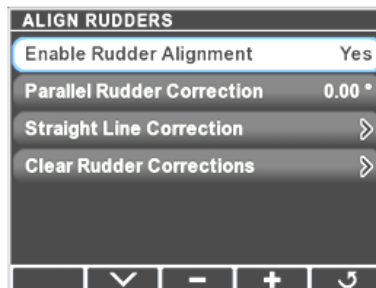 ALIGN RUDDERS
Enable Rudder Alignment Yes
Parallel Rudder Correction 0.00 °
Straight Line Correction
Clear Rudder Corrections